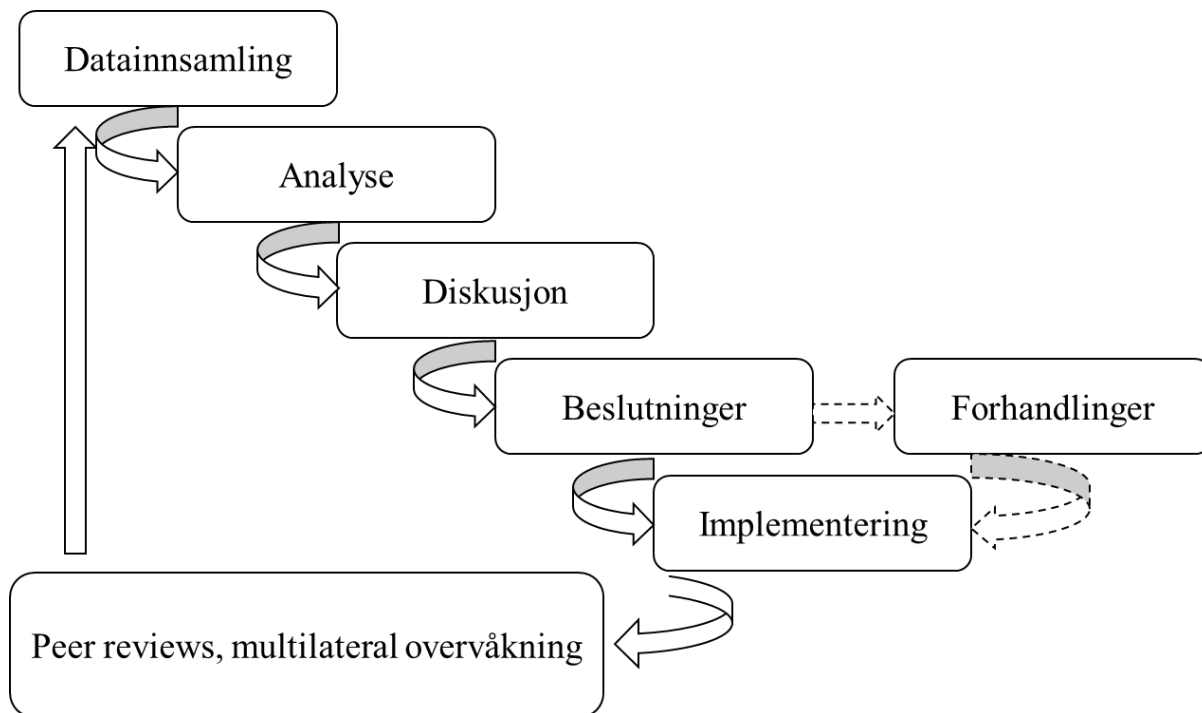 Datainnsamling
Analyse
Diskusjon
Beslutninger
Forhandlinger
Implementering
Peer reviews, multilateral overvåkning